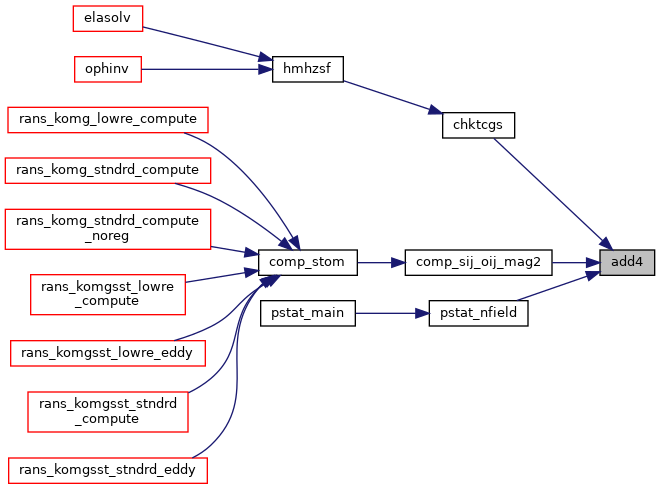 elasolv
ophinv
hmhzsf
rans_komg_lowre_compute
chktcgs
rans_komg_stndrd_compute
rans_komg_stndrd_compute
_noreg
comp_stom
comp_sij_oij_mag2
add4
rans_komgsst_lowre
_compute
pstat_main
pstat_nfield
rans_komgsst_lowre_eddy
rans_komgsst_stndrd
_compute
rans_komgsst_stndrd_eddy